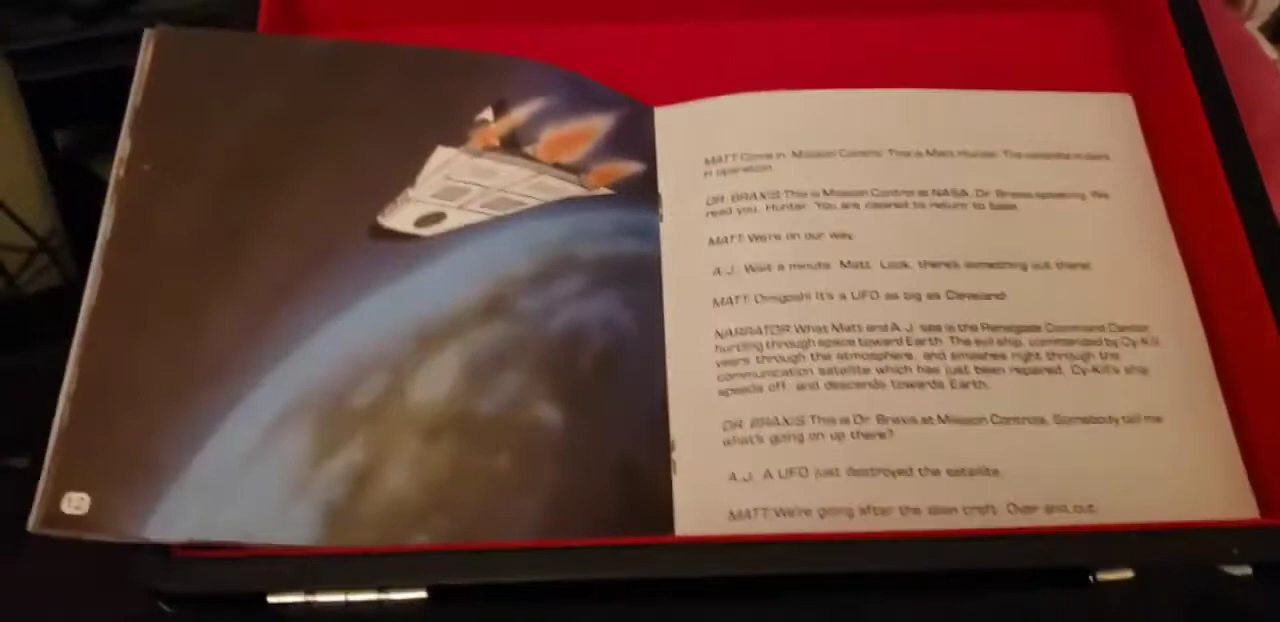 12
MATT: Come in, Mission Control. This is Matt Hunter. The satellite is back
in operation.
DR. BRAXIS: This is Mission Control at NASA. Dr. Braxis speaking. We
read you, Hunter. You are cleared to return to base.
MATT: We're on our way.
A.J.: Wait a minute, Matt. Look, there's something out there!
MATT: Omigosh! It's a UFO as big as Cleveland!
NARRATOR: What Matt and A.J. see is the Renegade Command Center
hurtling through space toward Earth. The evil ship, commanded by Cy-Kill,
veers through the atmosphere, and smashes right through the
communication satellite which has just been repaired. Cy-Kill's ship
speeds off, and descends towards Earth.
DR. BRAXIS: This is Dr. Braxis at Mission Controls. Somebody tell me
what's going on up there?
A.J.: A UFO just destroyed the satellite.
MATT: We're going after the alien craft. Over and out.